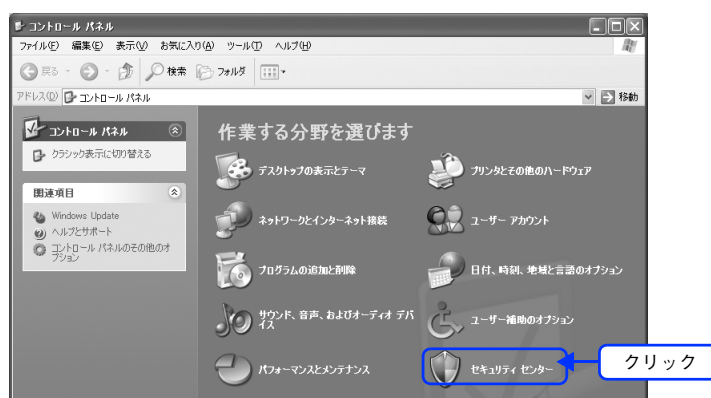 コントロール パネル
ファイル(F) 編集(E) 表示(V) お気に入り(A) ツール(T) ヘルプ(H)
戻る 検索 フォルダ
アドレス(D) コントロール パネル 移動
コントロール パネル
クラシック表示に切り替える
関連項目
Windows Update
ヘルプとサポート
コントロール パネルのその他のオ
プション
作業する分野を選びます
デスクトップの表示とテーマ
プリンタとその他のハードウェア
ネットワークとインターネット接続
ユーザー アカウント
プログラムの追加と削除
日付、時刻、地域と言語のオプション
サウンド、音声、およびオーディオ デバ
イス
ユーザー補助のオプション
パフォーマンスとメンテナンス
セキュリティ センター
クリック